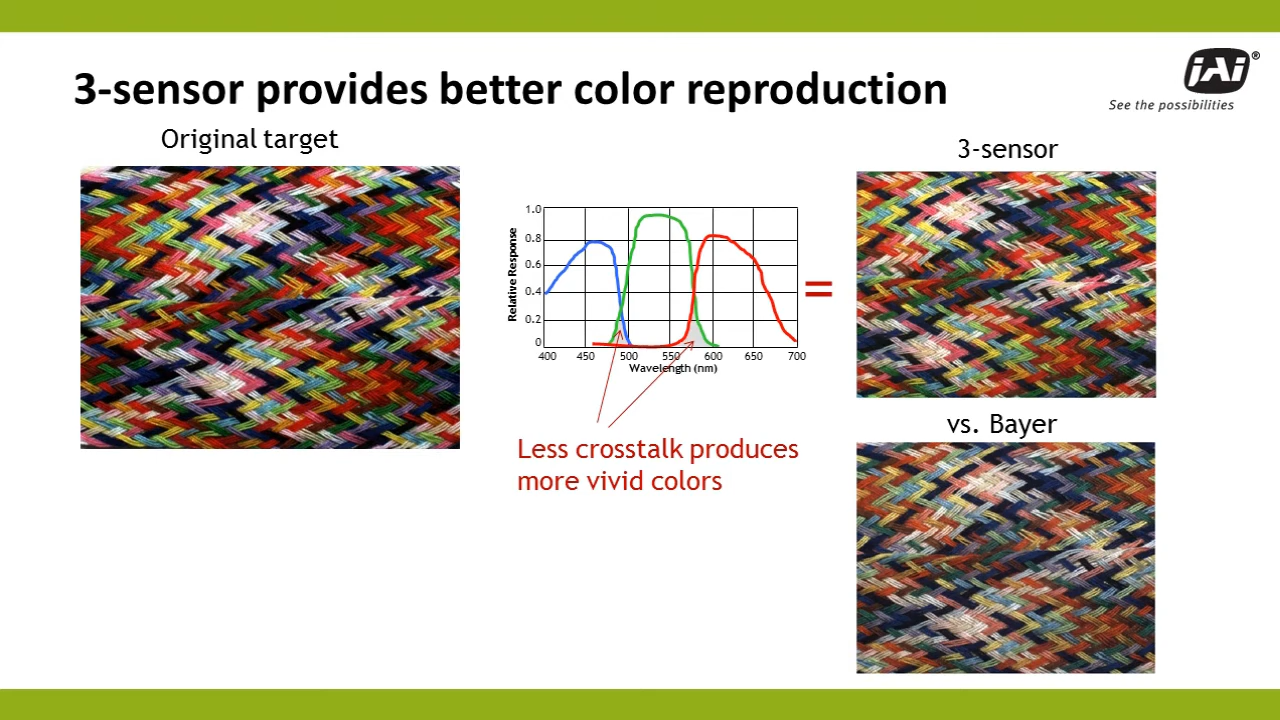 3-sensor provides better color reproduction
JAi®
See the possibilities
Original target
3-sensor
Relative Response
1.0
0.8
0.6
0.4
0.2
0
400 450 500 550 600 650 700
Wavelength (nm)
=
Less crosstalk produces
more vivid colors
vs. Bayer